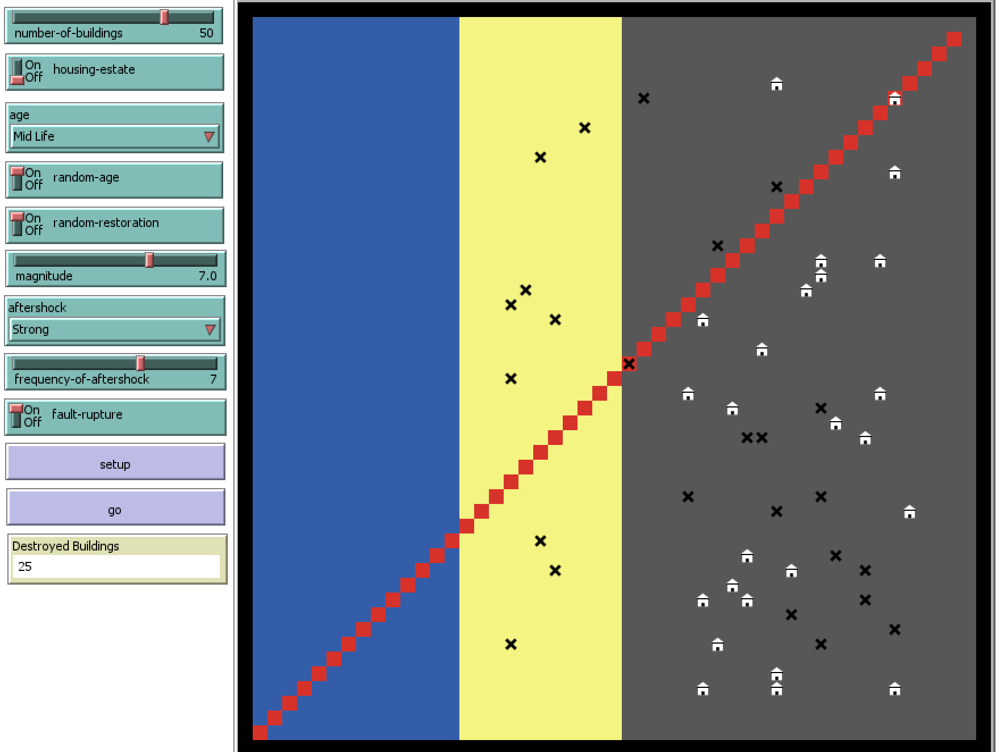 number-of-buildings 50
On
Off
housing-estate
age
Mid Life
On
Off
random-age
On
Off
random-restoration
magnitude 7.0
aftershock
Strong
frequency-of-aftershock 7
On
Off
fault-rupture
setup
go
Destroyed Buildings
25